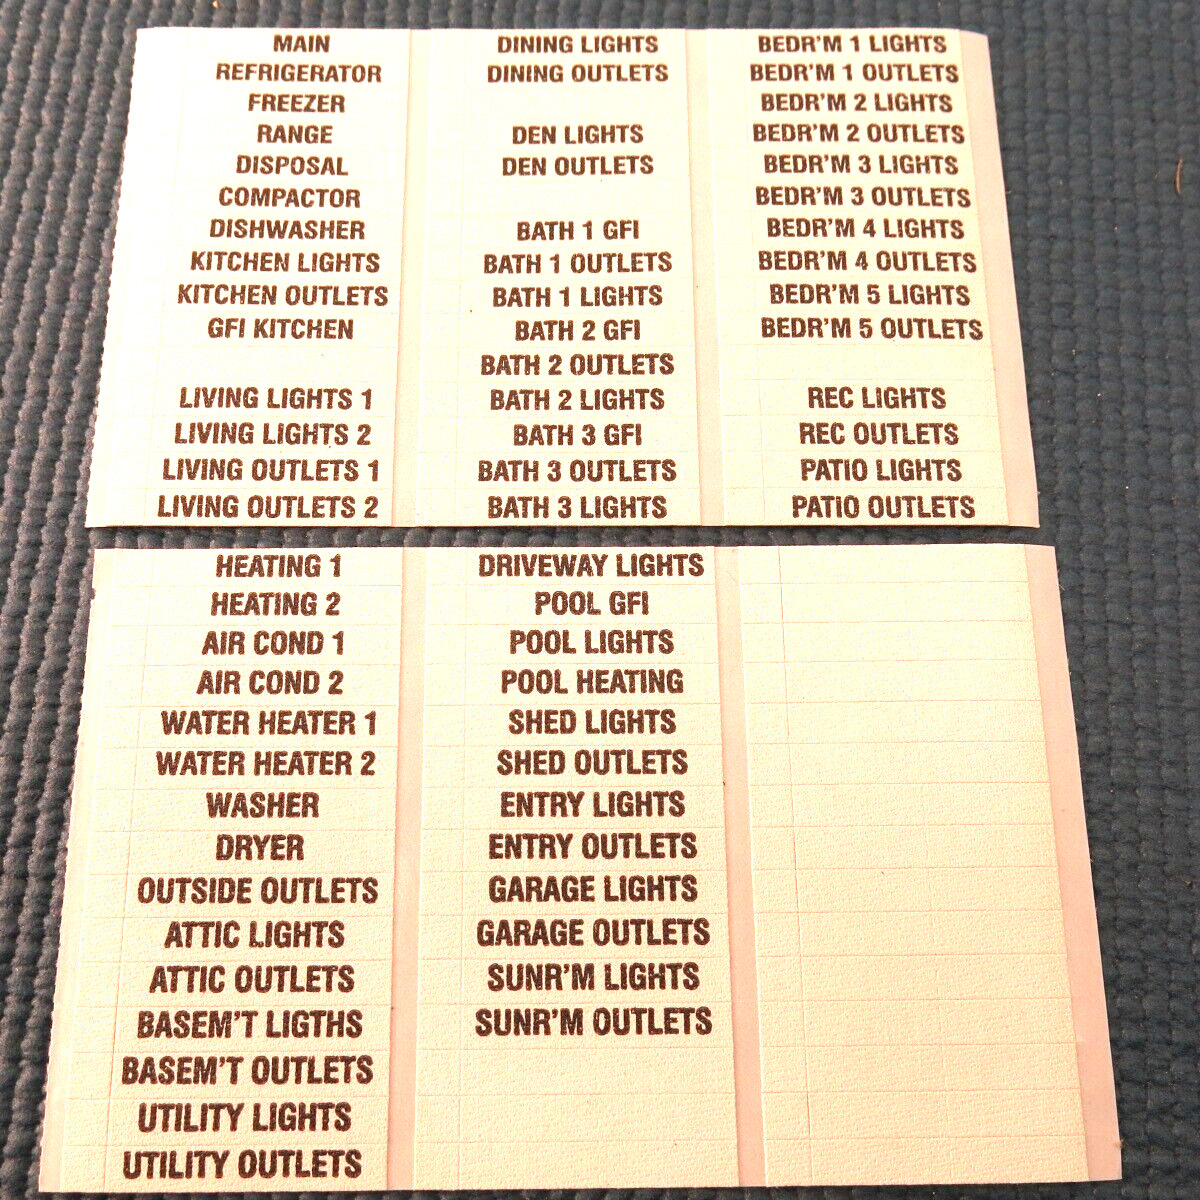 MAIN
REFRIGERATOR
FREEZER
RANGE
DISPOSAL
COMPACTOR
DISHWASHER
KITCHEN LIGHTS
KITCHEN OUTLETS
GFI KITCHEN
LIVING LIGHTS 1
LIVING LIGHTS 2
LIVING OUTLETS 1
LIVING OUTLETS 2
DINING LIGHTS
DINING OUTLETS
DEN LIGHTS
DEN OUTLETS
BATH 1 GFI
BATH 1 OUTLETS
BATH 1 LIGHTS
BATH 2 GFI
BATH 2 OUTLETS
BATH 2 LIGHTS
BATH 3 GFI
BATH 3 OUTLETS
BATH 3 LIGHTS
BEDR'M 1 LIGHTS
BEDR'M 1 OUTLETS
BEDR'M 2 LIGHTS
BEDR'M 2 OUTLETS
BEDR'M 3 LIGHTS
BEDR'M 3 OUTLETS
BEDR'M 4 LIGHTS
BEDR'M 4 OUTLETS
BEDR'M 5 LIGHTS
BEDR'M 5 OUTLETS
REC LIGHTS
REC OUTLETS
PATIO LIGHTS
PATIO OUTLETS
HEATING 1
HEATING 2
AIR COND 1
AIR COND 2
WATER HEATER 1
WATER HEATER 2
WASHER
DRYER
OUTSIDE OUTLETS
ATTIC LIGHTS
ATTIC OUTLETS
BASEM'T LIGTHS
BASEM'T OUTLETS
UTILITY LIGHTS
UTILITY OUTLETS
DRIVEWAY LIGHTS
POOL GFI
POOL LIGHTS
POOL HEATING
SHED LIGHTS
SHED OUTLETS
ENTRY LIGHTS
ENTRY OUTLETS
GARAGE LIGHTS
GARAGE OUTLETS
SUNR'M LIGHTS
SUNR'M OUTLETS